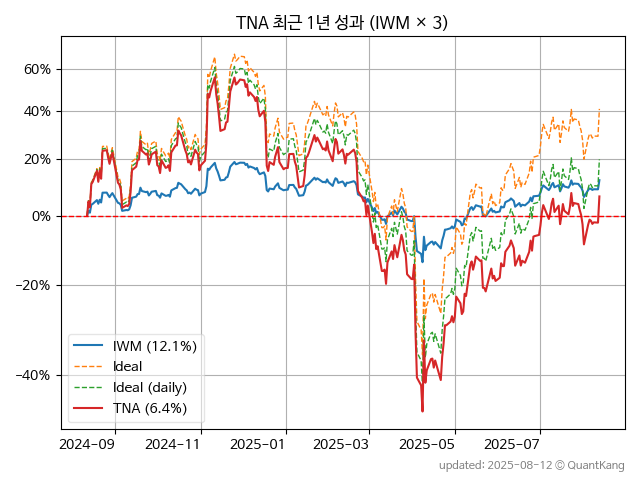 TNA 최근 1년 성과 (IWM × 3)
60%
40%
20%
0%
−20%
−40%
IWM (12.1%)
Ideal
Ideal (daily)
TNA (6.4%)
2024−09
2024−11
2025−01
2025−03
2025−05
2025−07
updated: 2025-08-12 © QuantKang